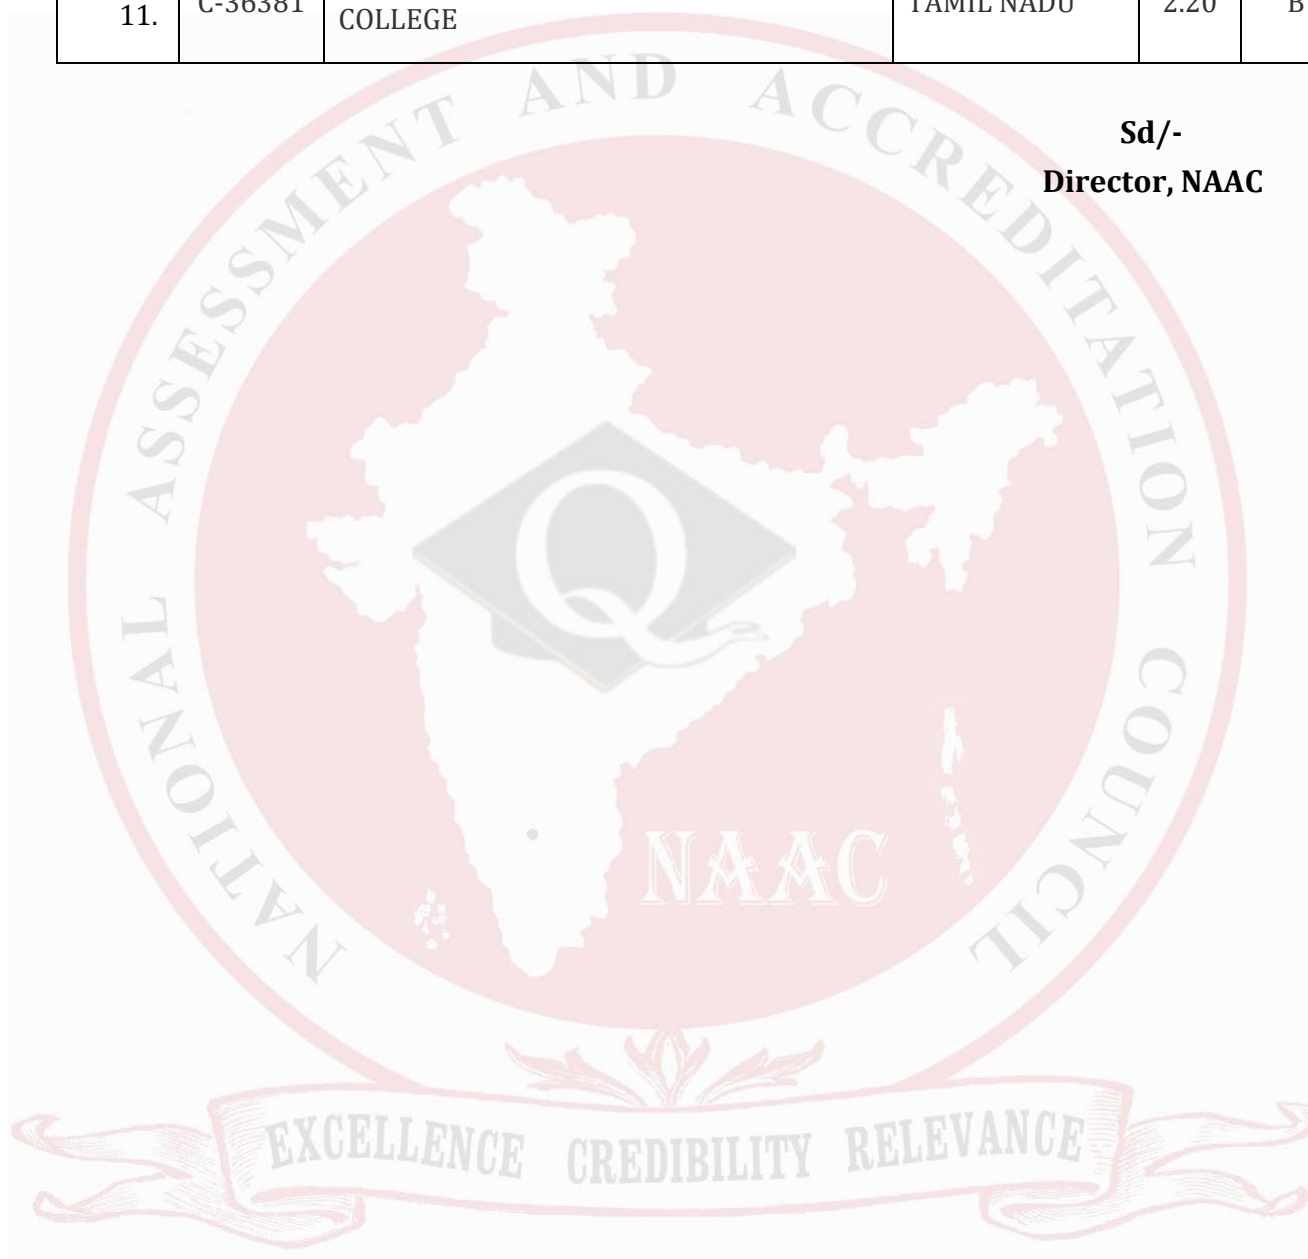 11. C-36381 COLLEGE TAMIL NADU 2.20 B
Sd/-
Director, NAAC
NATIONAL ASSESSMENT AND ACCREDITATION COUNCIL
Q
NAAC
EXCELLENCE CREDIBILITY RELEVANCE